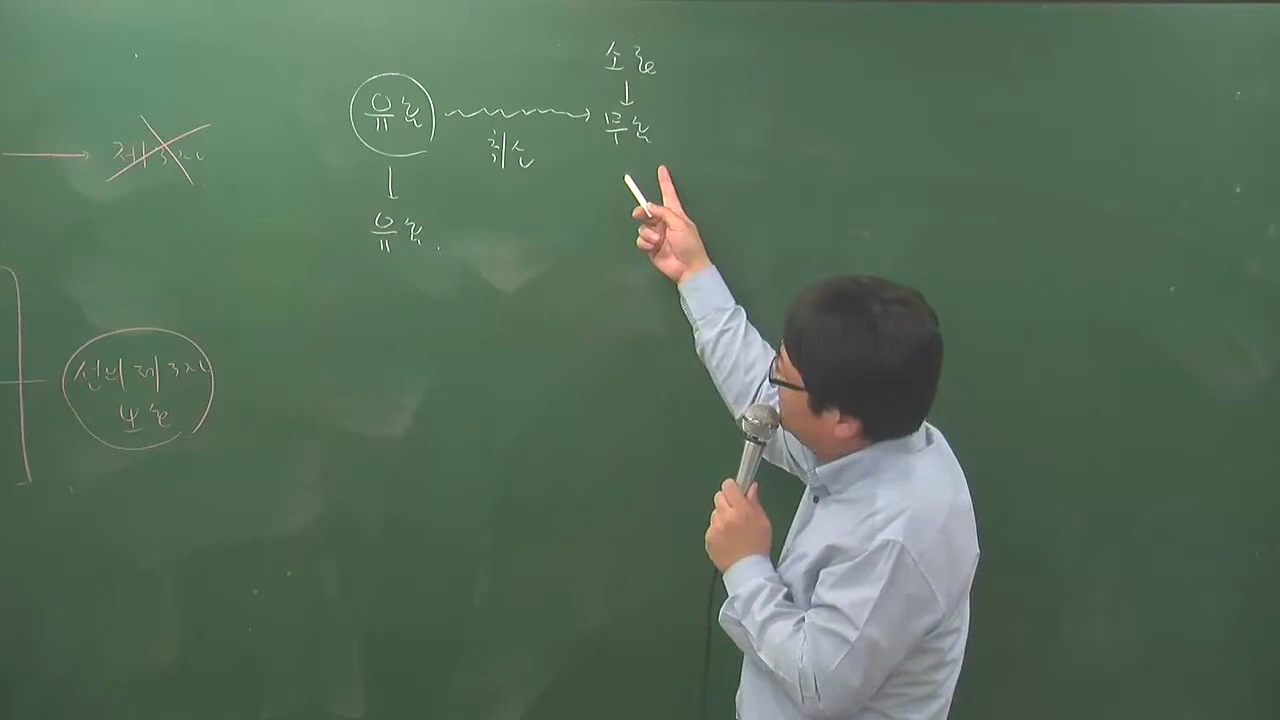 소급
↓
유효 → 무효
취소
유효.
제3자
선의 제3자
보호